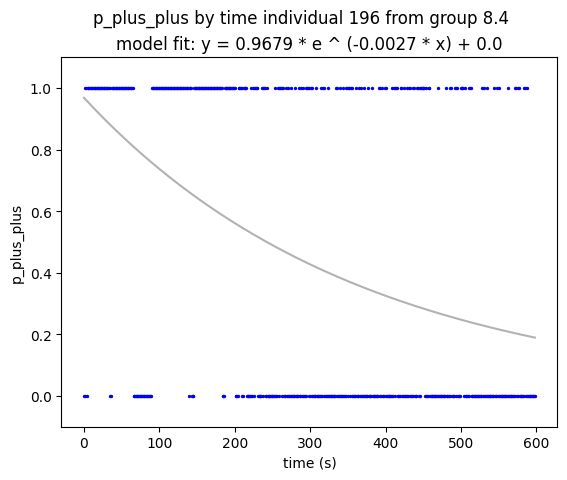 p_plus_plus by time individual 196 from group 8.4
model fit: y = 0.9679 * e ^ (-0.0027 * x) + 0.0
1.0
0.8
0.6
0.4
0.2
0.0
p_plus_plus
0 100 200 300 400 500 600
time (s)